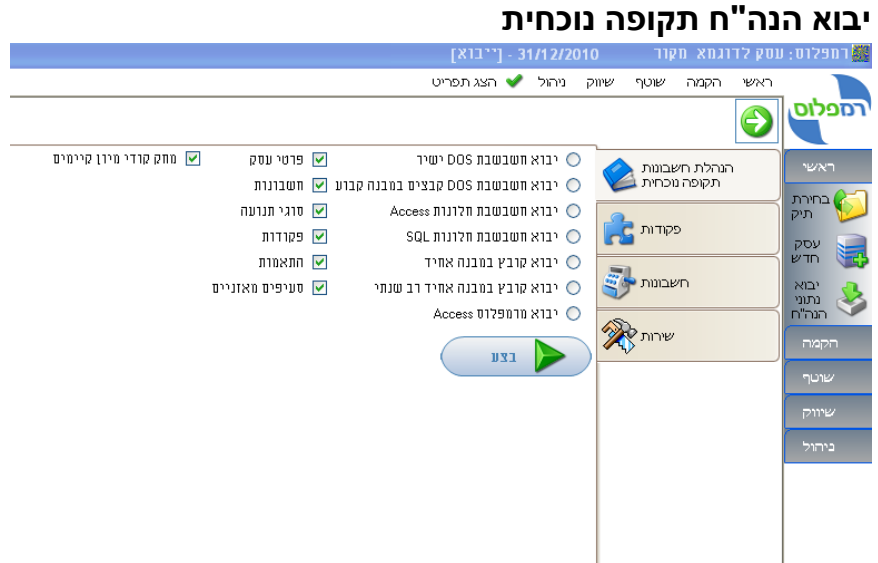 יבוא הנה"ח תקופה נוכחית
רמפלוס: עסק לדוגמא מקור 31/12/2010 - [ייבוא]
ראשי הקמה שוטף שיווק ניהול הצג תפריט
רמפלוס
ראשי
בחירת תיק
עסק חדש
יבוא נתוני הנה"ח
הקמה
שוטף
שיווק
ניהול
הנהלת חשבונות
תקופה נוכחית
פקודות
חשבונות
שירות
יבוא חשבשבת DOS ישיר
יבוא חשבשבת DOS קבצים במבנה קבוע
יבוא חשבשבת חלונות Access
יבוא חשבשבת חלונות SQL
יבוא קובץ במבנה אחיד
יבוא קובץ במבנה אחיד רב שנתי
יבוא מרמפלוס Access
בצע
פרטי עסק
חשבונות
סוגי תנועה
פקודות
התאמות
סעיפים מאזניים
מחק קודי מיון קיימים